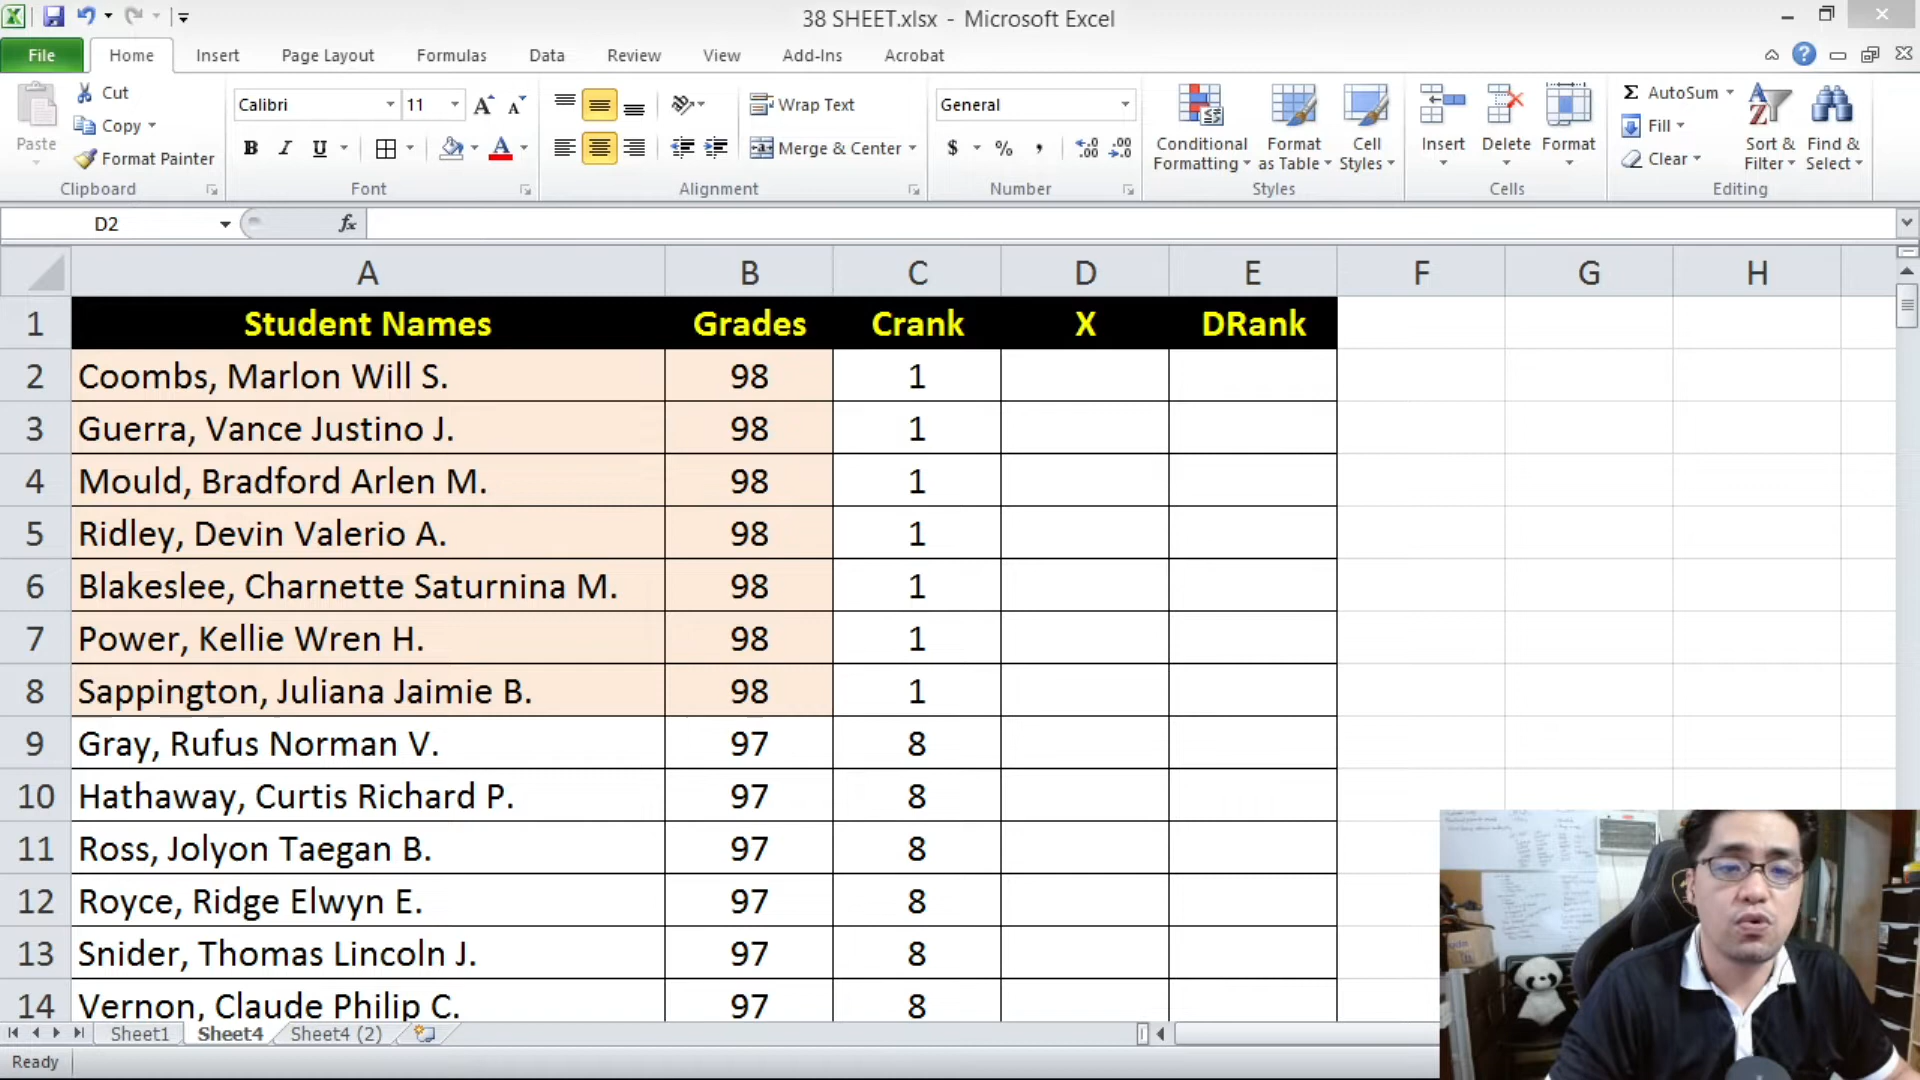 38 SHEET.xlsx - Microsoft Excel
File Home Insert Page Layout Formulas Data Review View Add-Ins Acrobat
Paste
Cut
Copy
Format Painter
Clipboard
Calibri 11
B I U
Font
Wrap Text
Merge & Center
Alignment
General
$ % ,
Number
Conditional Formatting
Format as Table
Cell Styles
Styles
Insert Delete Format
Cells
Σ AutoSum
Fill
Clear
Sort & Filter
Find & Select
Editing
D2 fx
A B C D E F G H
1 Student Names Grades Crank X DRank
2 Coombs, Marlon Will S. 98 1
3 Guerra, Vance Justino J. 98 1
4 Mould, Bradford Arlen M. 98 1
5 Ridley, Devin Valerio A. 98 1
6 Blakeslee, Charnette Saturnina M. 98 1
7 Power, Kellie Wren H. 98 1
8 Sappington, Juliana Jaimie B. 98 1
9 Gray, Rufus Norman V. 97 8
10 Hathaway, Curtis Richard P. 97 8
11 Ross, Jolyon Taegan B. 97 8
12 Royce, Ridge Elwyn E. 97 8
13 Snider, Thomas Lincoln J. 97 8
14 Vernon, Claude Philip C. 97 8
Sheet1 Sheet4 Sheet4 (2)
Ready